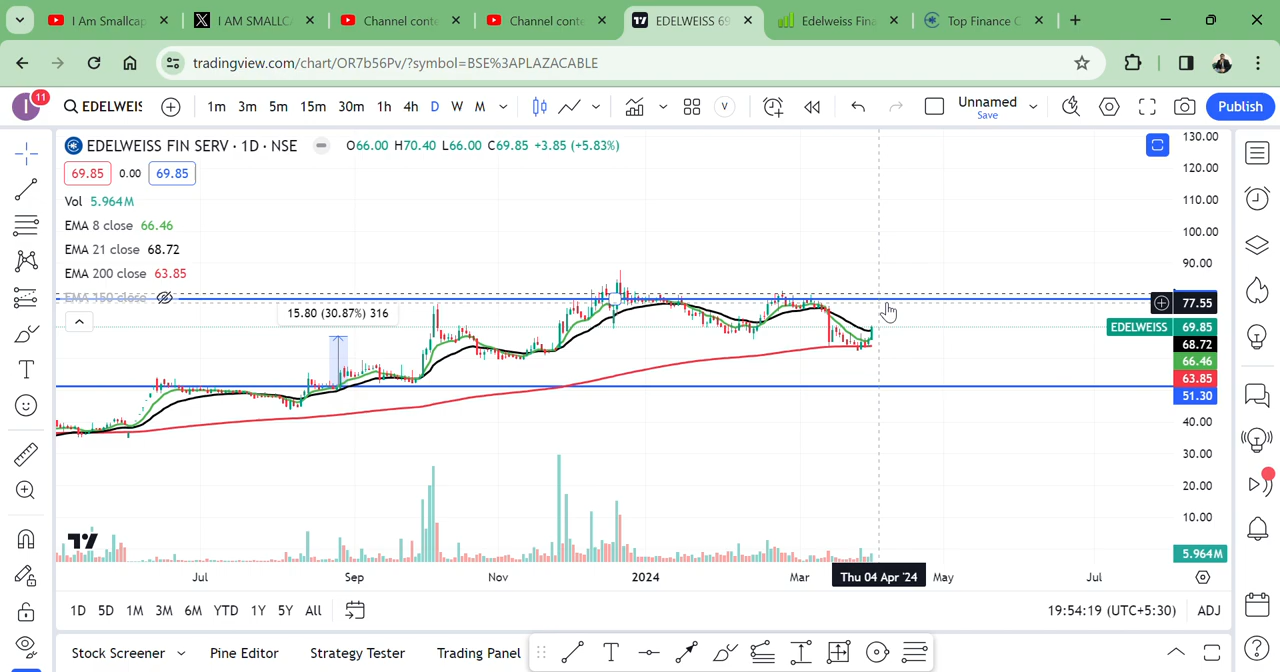 I Am Smallcap
I AM SMALLC
Channel conte
Channel conte
EDELWEISS 69
Edelweiss Fina
Top Finance C
tradingview.com/chart/OR7b56Pv/?symbol=BSE%3APLAZACABLE
I
11
EDELWEIS
1m 3m 5m 15m 30m 1h 4h D W M
V
Unnamed
Save
Publish
EDELWEISS FIN SERV · 1D · NSE
O66.00 H70.40 L66.00 C69.85 +3.85 (+5.83%)
69.85 0.00 69.85
Vol 5.964M
EMA 8 close 66.46
EMA 21 close 68.72
EMA 200 close 63.85
EMA 150 close
15.80 (30.87%) 316
130.00
120.00
110.00
100.00
90.00
77.55
EDELWEISS 69.85
68.72
66.46
63.85
51.30
40.00
30.00
20.00
10.00
5.964M
Jul Sep Nov 2024 Mar Thu 04 Apr '24 May Jul
1D 5D 1M 3M 6M YTD 1Y 5Y All
19:54:19 (UTC+5:30) ADJ
Stock Screener Pine Editor Strategy Tester Trading Panel